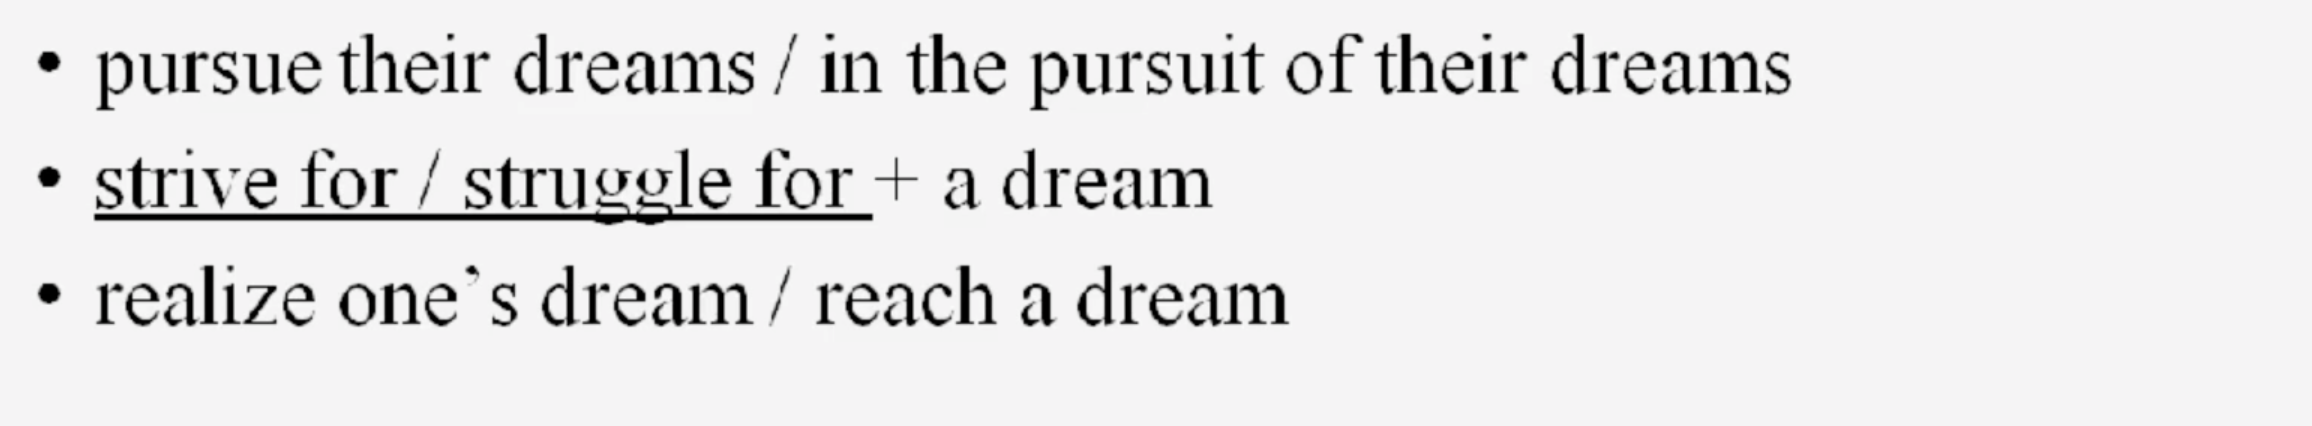 • pursue their dreams / in the pursuit of their dreams
• strive for / struggle for + a dream
• realize one’s dream / reach a dream